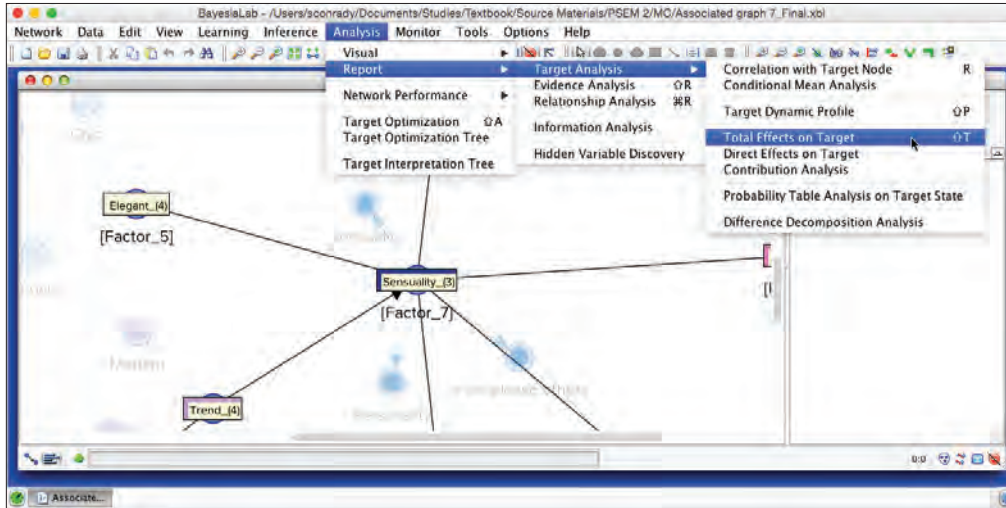 BayesiaLab - /Users/sconrady/Documents/Studies/Textbook/Source Materials/PSEM 2/MC/Associated graph 7_Final.xbl
Network Data Edit View Learning Inference Analysis Monitor Tools Options Help
Visual
Report
Network Performance
Target Optimization ⇧A
Target Optimization Tree
Target Interpretation Tree
Target Analysis
Evidence Analysis ⇧R
Relationship Analysis ⌘R
Information Analysis
Hidden Variable Discovery
Correlation with Target Node R
Conditional Mean Analysis
Target Dynamic Profile ⇧P
Total Effects on Target ⇧T
Direct Effects on Target
Contribution Analysis
Probability Table Analysis on Target State
Difference Decomposition Analysis
Elegant_(4)
[Factor_5]
Sensuality_(3)
[Factor_7]
Modern
Trend_(4)
0:0
Associate...